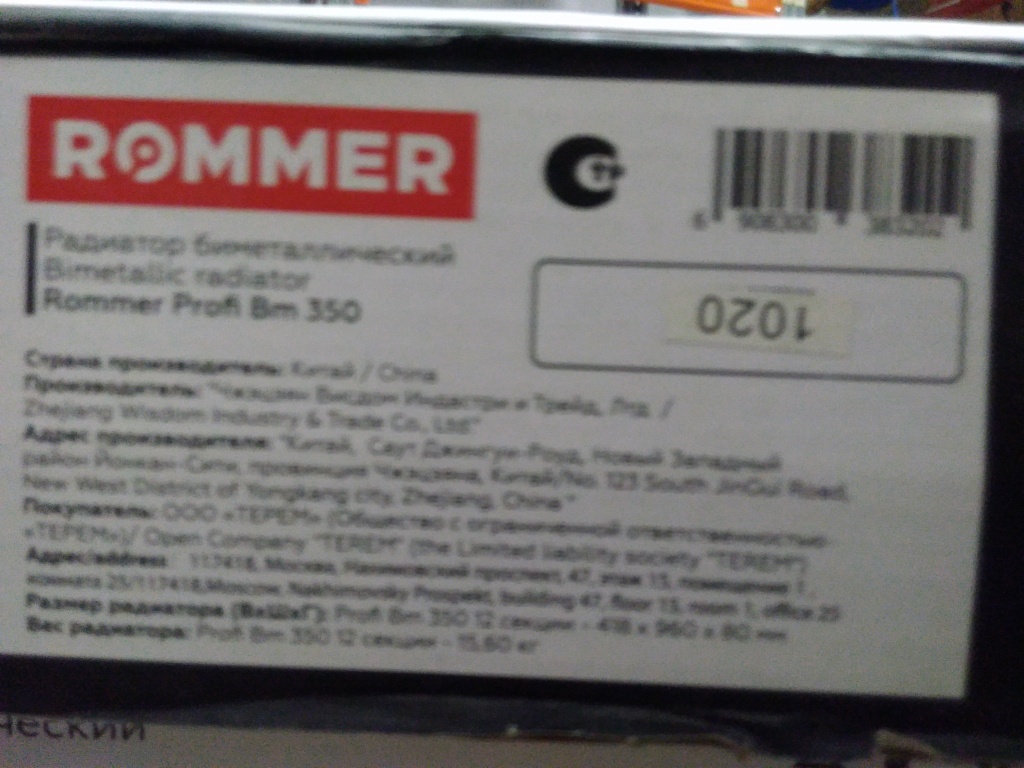 ROMMER
Радиатор биметаллический
Bimetallic radiator
Rommer Profi Bm 350
1020
Страна производитель: Китай / China
Производитель: Висдом Индастри и Трейд, Лтд. /
Zhejiang Wisdom Industry & Trade Co., Ltd"
Адрес производителя: "Китай, Саут Джингуи-Роуд, Новый Западный
район Йонкан-Сити, провинция Китай/No. 123 South JinGui Road,
New West District of Yongkang city, Zhejiang, China"
Покупатель: ООО «ТЕРЕМ» (Общество с ограниченной ответственностью
«ТЕРЕМ»)/ Open Company "TEREM" (the Limited liability society "TEREM")
Адрес/address: 117418, Москва, проспект, 47, этаж 15, помещение 1,
комната 25/117418,Moscow, Nakhimovsky Prospekt, building 47, floor 15, room 1, office 25
Размер радиатора (ВхШхГ): Profi Bm 350 12 секции - 418 x 960 x 80 мм
Вес радиатора: Profi Bm 350 12 секции - 15,60 кг
ческий